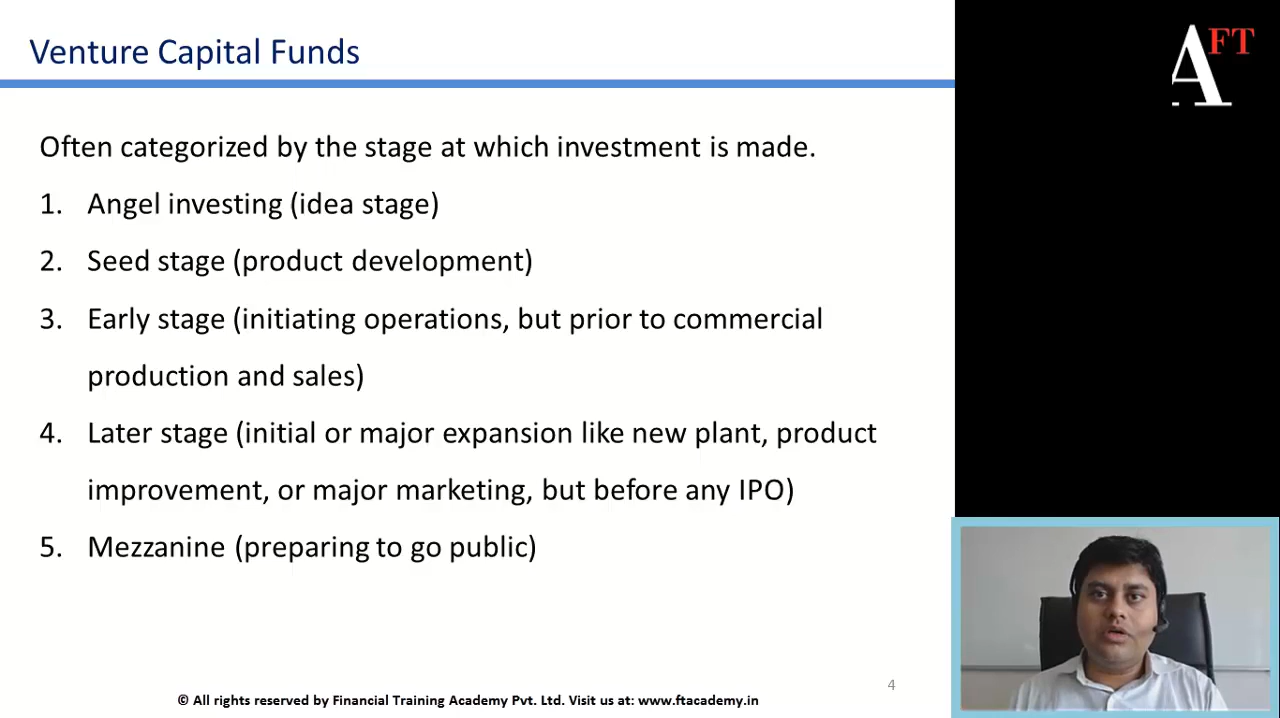 Venture Capital Funds
AFT
Often categorized by the stage at which investment is made.
1. Angel investing (idea stage)
2. Seed stage (product development)
3. Early stage (initiating operations, but prior to commercial
production and sales)
4. Later stage (initial or major expansion like new plant, product
improvement, or major marketing, but before any IPO)
5. Mezzanine (preparing to go public)
4
© All rights reserved by Financial Training Academy Pvt. Ltd. Visit us at: www.ftacademy.in